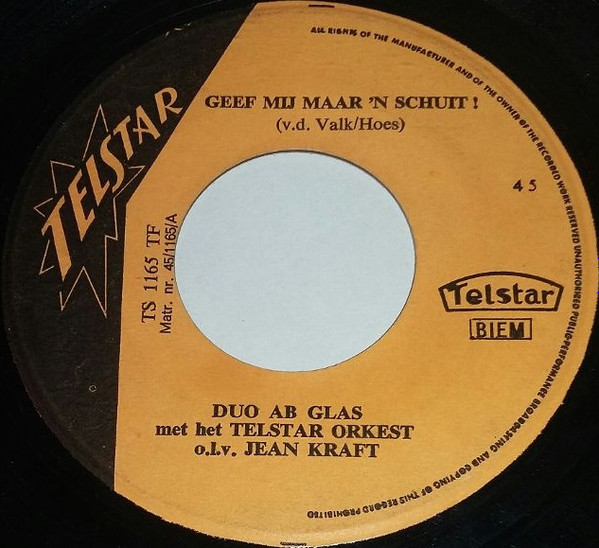 TELSTAR
GEEF MIJ MAAR 'N SCHUIT !
(v.d. Valk/Hoes)
45
TS 1165 TF
Matr. nr. 45/1165/A
Telstar
BIEM
DUO AB GLAS
met het TELSTAR ORKEST
o.l.v. JEAN KRAFT
ALL RIGHTS OF THE MANUFACTURER AND OF THE OWNER OF THE RECORDED WORK RESERVED UNAUTHORISED PUBLIC PERFORMANCE BROADCASTING AND COPYING OF THIS RECORD PROHIBITED